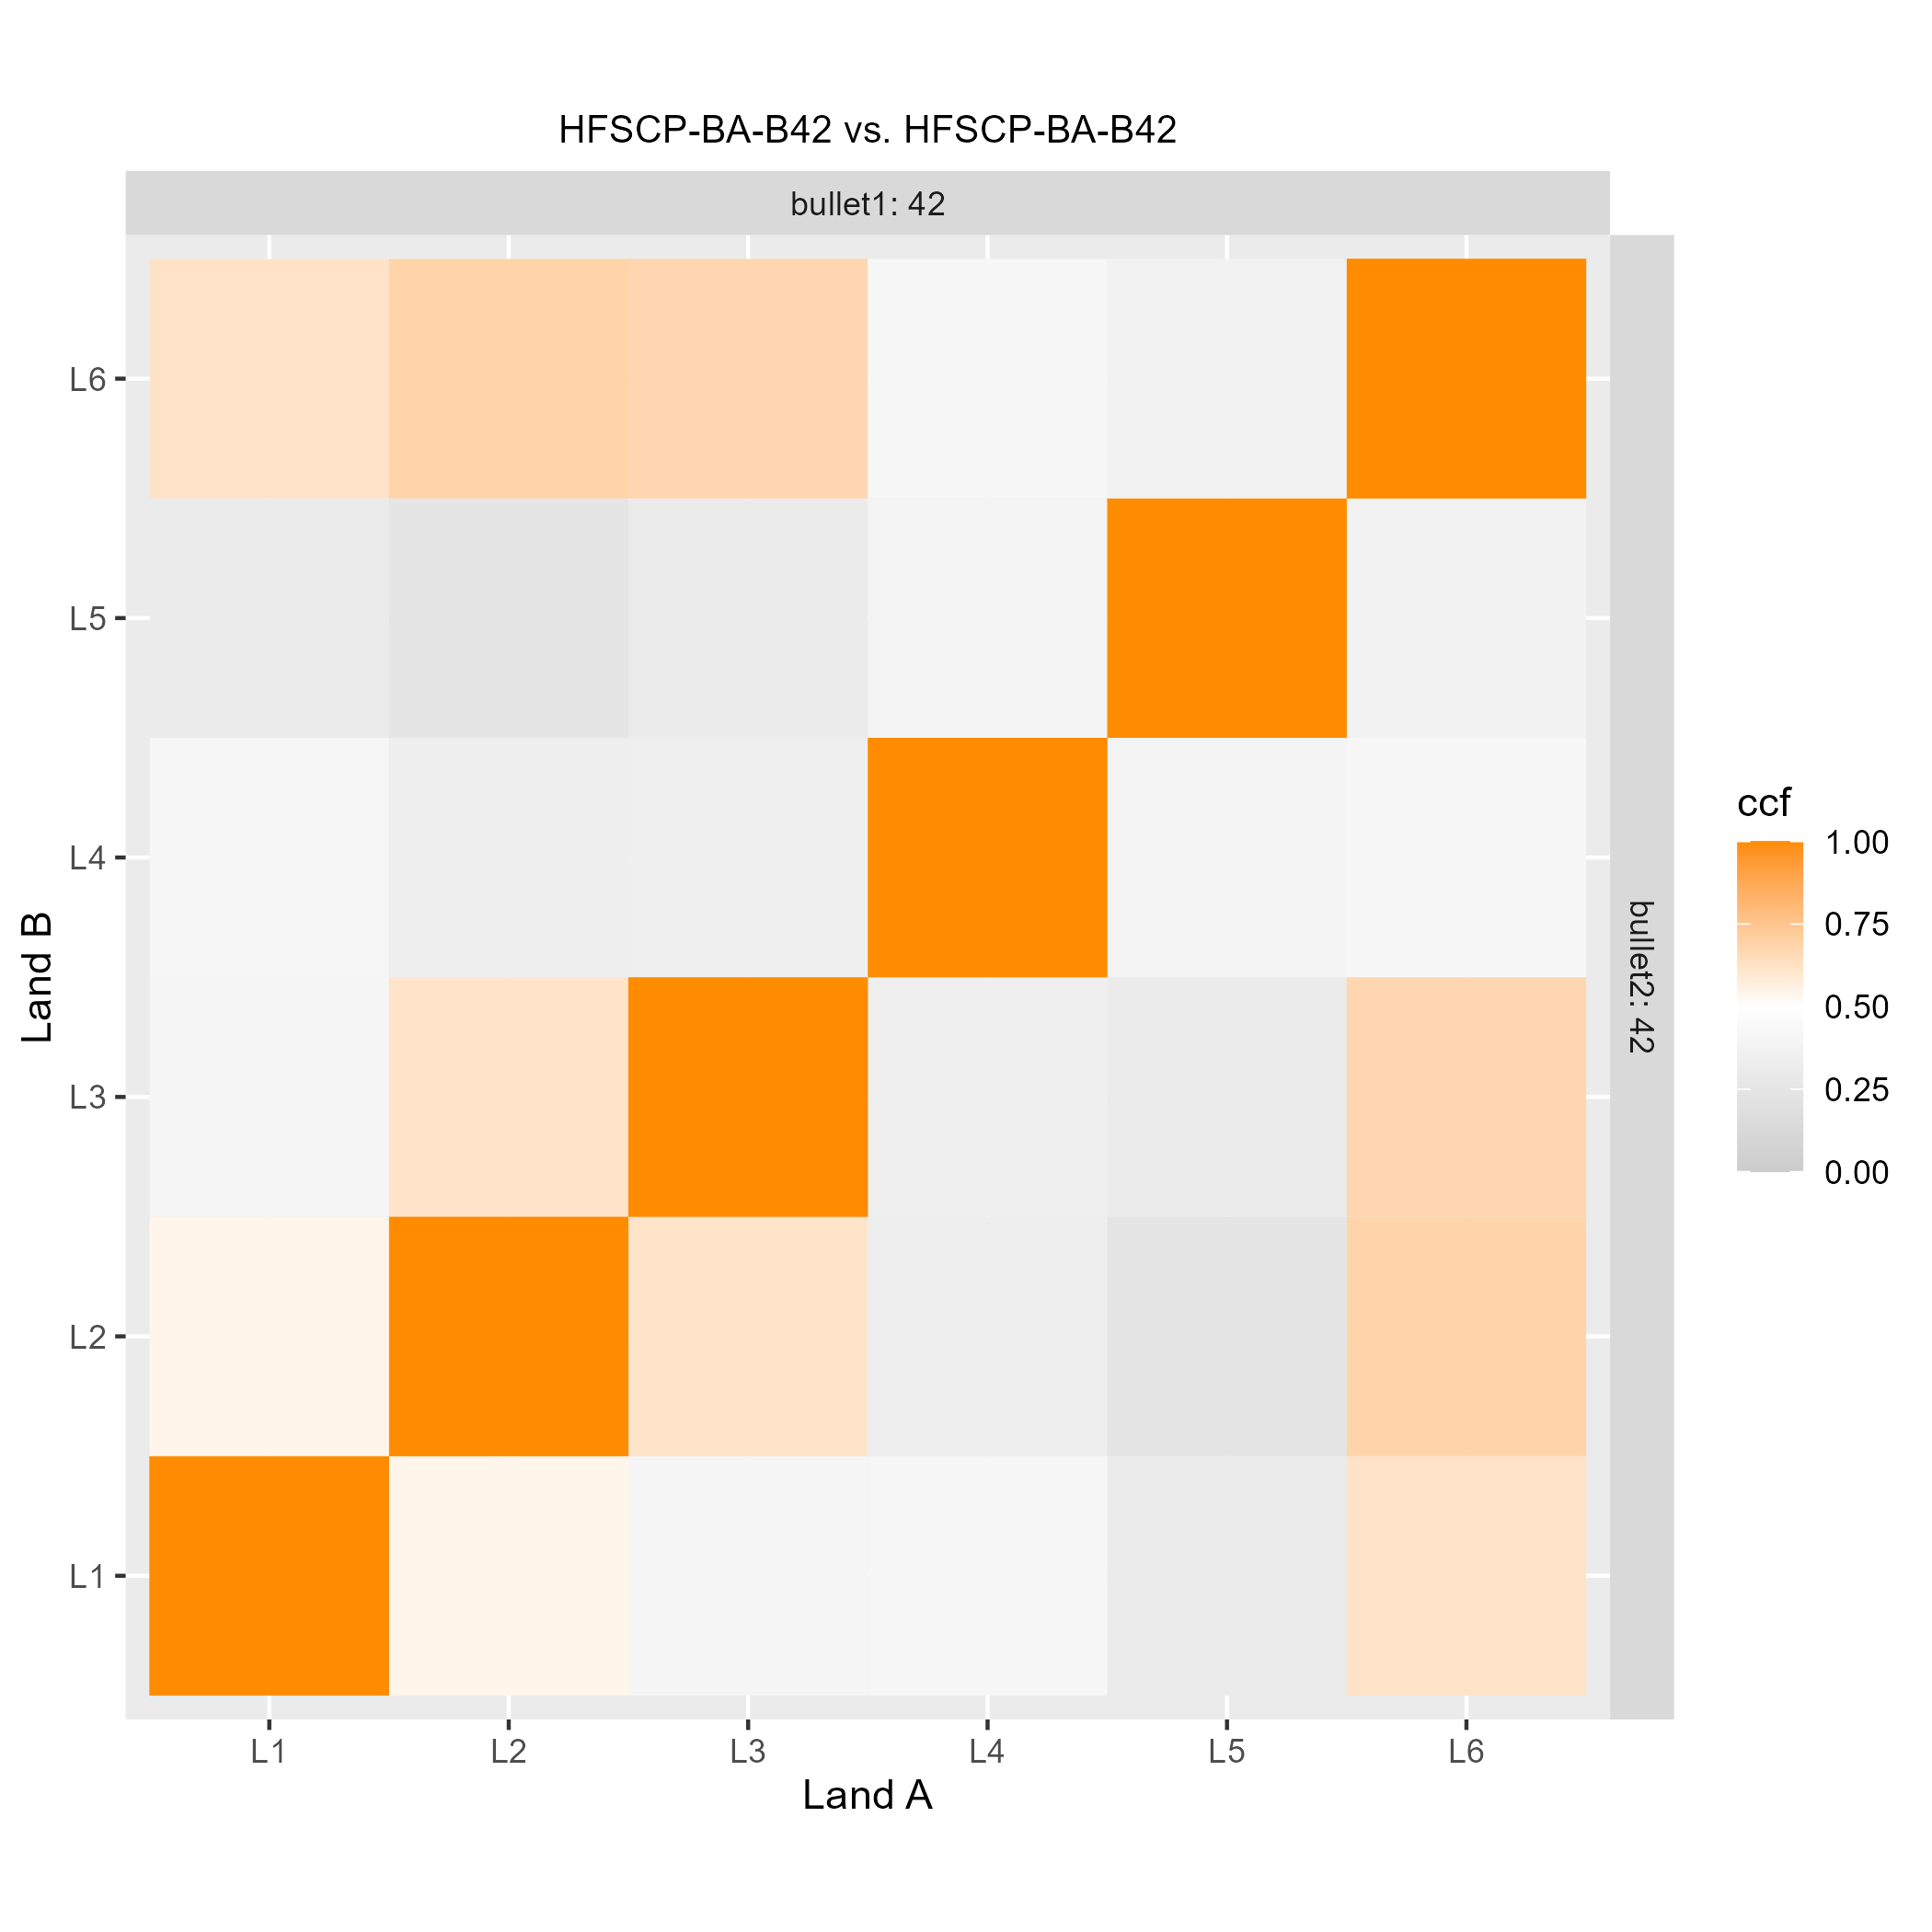 HFSCP-BA-B42 vs. HFSCP-BA-B42
bullet1: 42
L6
L5
L4
L3
L2
L1
Land B
bullet2: 42
L1 L2 L3 L4 L5 L6
Land A
ccf
1.00
0.75
0.50
0.25
0.00